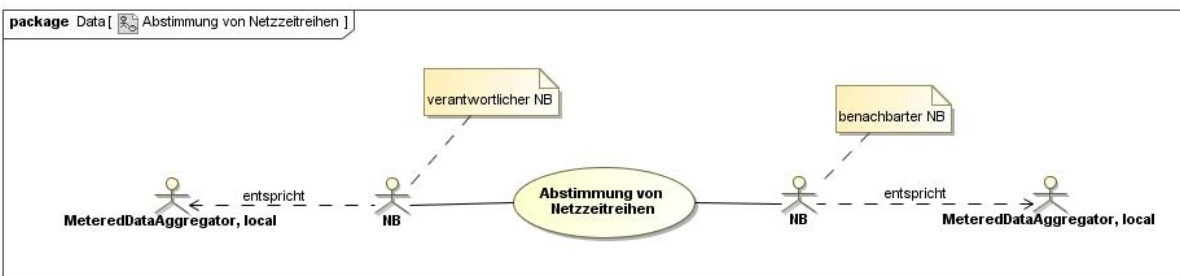 package Data [ Abstimmung von Netzzeitreihen ]
verantwortlicher NB
benachbarter NB
entspricht
entspricht
Abstimmung von
Netzzeitreihen
MeteredDataAggregator, local
NB
NB
MeteredDataAggregator, local